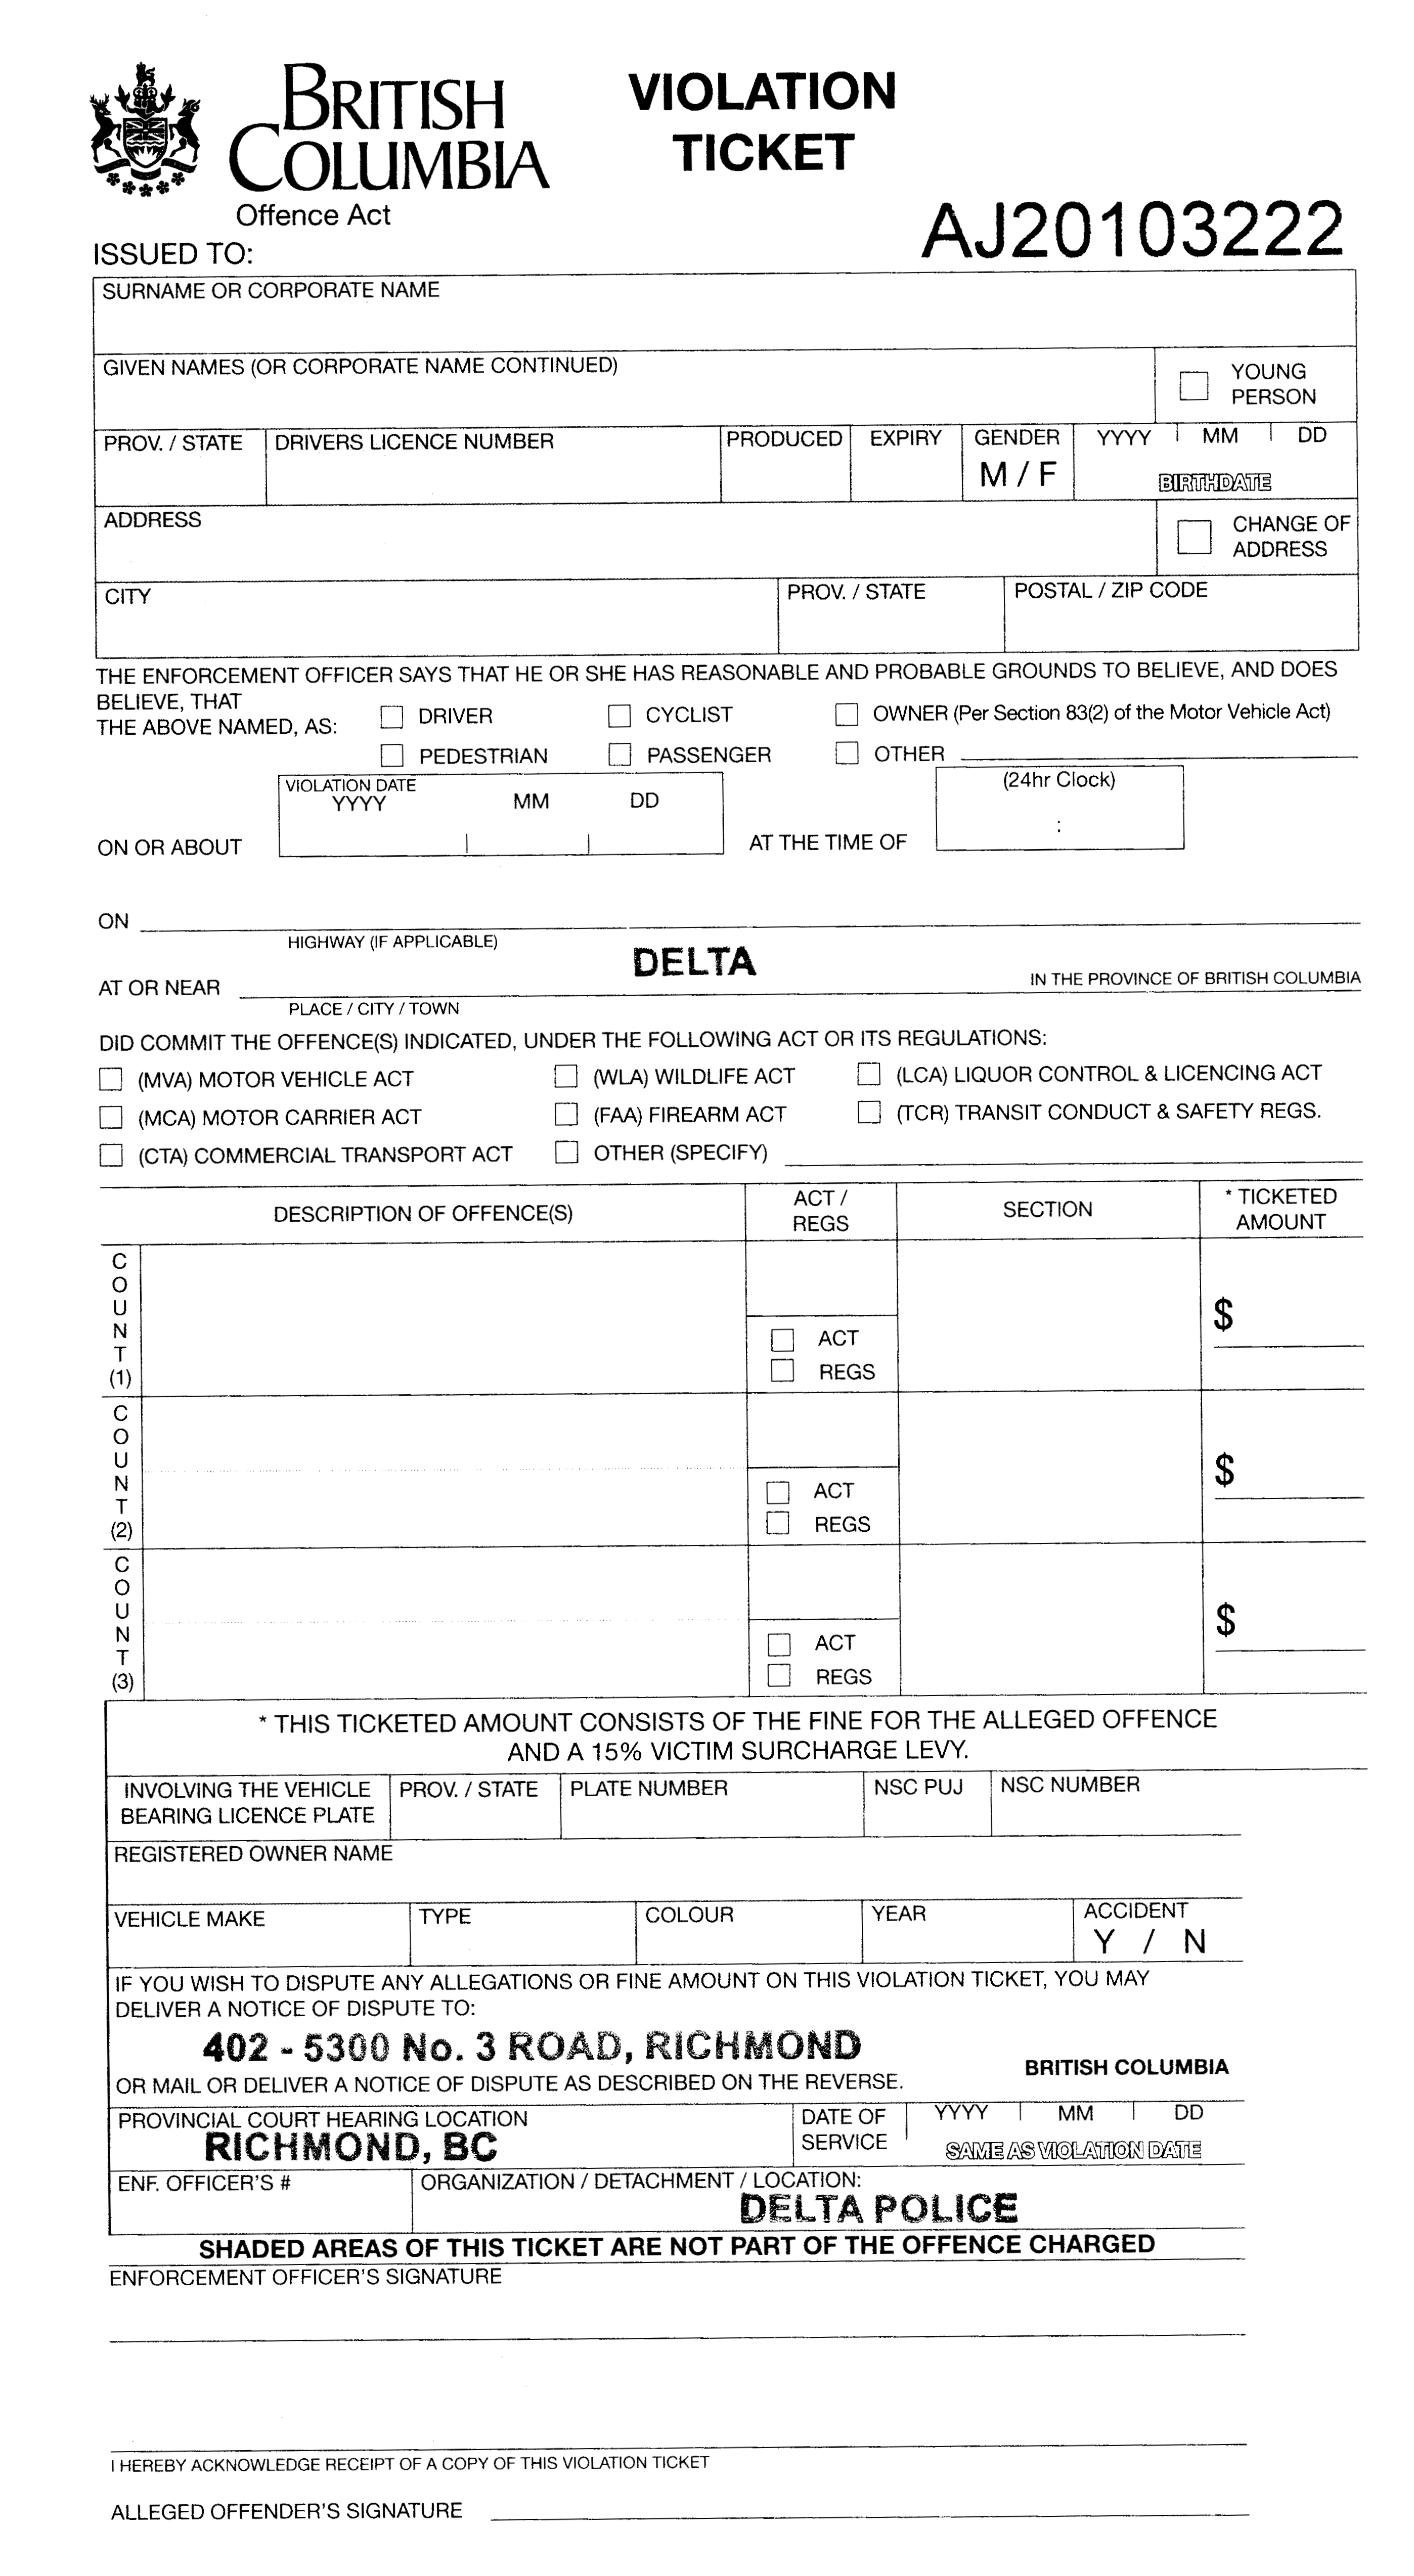 BRITISH
COLUMBIA
VIOLATION
TICKET
Offence Act
AJ20103222
ISSUED TO:
SURNAME OR CORPORATE NAME
GIVEN NAMES (OR CORPORATE NAME CONTINUED)
YOUNG
PERSON
PROV. / STATE DRIVERS LICENCE NUMBER PRODUCED EXPIRY GENDER YYYY MM DD
M / F BIRTHDATE
ADDRESS
CHANGE OF
ADDRESS
CITY PROV. / STATE POSTAL / ZIP CODE
THE ENFORCEMENT OFFICER SAYS THAT HE OR SHE HAS REASONABLE AND PROBABLE GROUNDS TO BELIEVE, AND DOES
BELIEVE, THAT
THE ABOVE NAMED, AS: DRIVER CYCLIST OWNER (Per Section 83(2) of the Motor Vehicle Act)
PEDESTRIAN PASSENGER OTHER
VIOLATION DATE (24hr Clock)
YYYY MM DD
ON OR ABOUT AT THE TIME OF :
ON
HIGHWAY (IF APPLICABLE)
AT OR NEAR DELTA IN THE PROVINCE OF BRITISH COLUMBIA
PLACE / CITY / TOWN
DID COMMIT THE OFFENCE(S) INDICATED, UNDER THE FOLLOWING ACT OR ITS REGULATIONS:
(MVA) MOTOR VEHICLE ACT (WLA) WILDLIFE ACT (LCA) LIQUOR CONTROL & LICENCING ACT
(MCA) MOTOR CARRIER ACT (FAA) FIREARM ACT (TCR) TRANSIT CONDUCT & SAFETY REGS.
(CTA) COMMERCIAL TRANSPORT ACT OTHER (SPECIFY)
DESCRIPTION OF OFFENCE(S) ACT / REGS SECTION * TICKETED AMOUNT
COUNT (1) ACT $
REGS
COUNT (2) ACT $
REGS
COUNT (3) ACT $
REGS
* THIS TICKETED AMOUNT CONSISTS OF THE FINE FOR THE ALLEGED OFFENCE
AND A 15% VICTIM SURCHARGE LEVY.
INVOLVING THE VEHICLE PROV. / STATE PLATE NUMBER NSC PUJ NSC NUMBER
BEARING LICENCE PLATE
REGISTERED OWNER NAME
VEHICLE MAKE TYPE COLOUR YEAR ACCIDENT
Y / N
IF YOU WISH TO DISPUTE ANY ALLEGATIONS OR FINE AMOUNT ON THIS VIOLATION TICKET, YOU MAY
DELIVER A NOTICE OF DISPUTE TO:
402 - 5300 No. 3 ROAD, RICHMOND
BRITISH COLUMBIA
OR MAIL OR DELIVER A NOTICE OF DISPUTE AS DESCRIBED ON THE REVERSE.
PROVINCIAL COURT HEARING LOCATION DATE OF YYYY MM DD
RICHMOND, BC SERVICE SAME AS VIOLATION DATE
ENF. OFFICER'S # ORGANIZATION / DETACHMENT / LOCATION:
DELTA POLICE
SHADED AREAS OF THIS TICKET ARE NOT PART OF THE OFFENCE CHARGED
ENFORCEMENT OFFICER'S SIGNATURE
I HEREBY ACKNOWLEDGE RECEIPT OF A COPY OF THIS VIOLATION TICKET
ALLEGED OFFENDER'S SIGNATURE